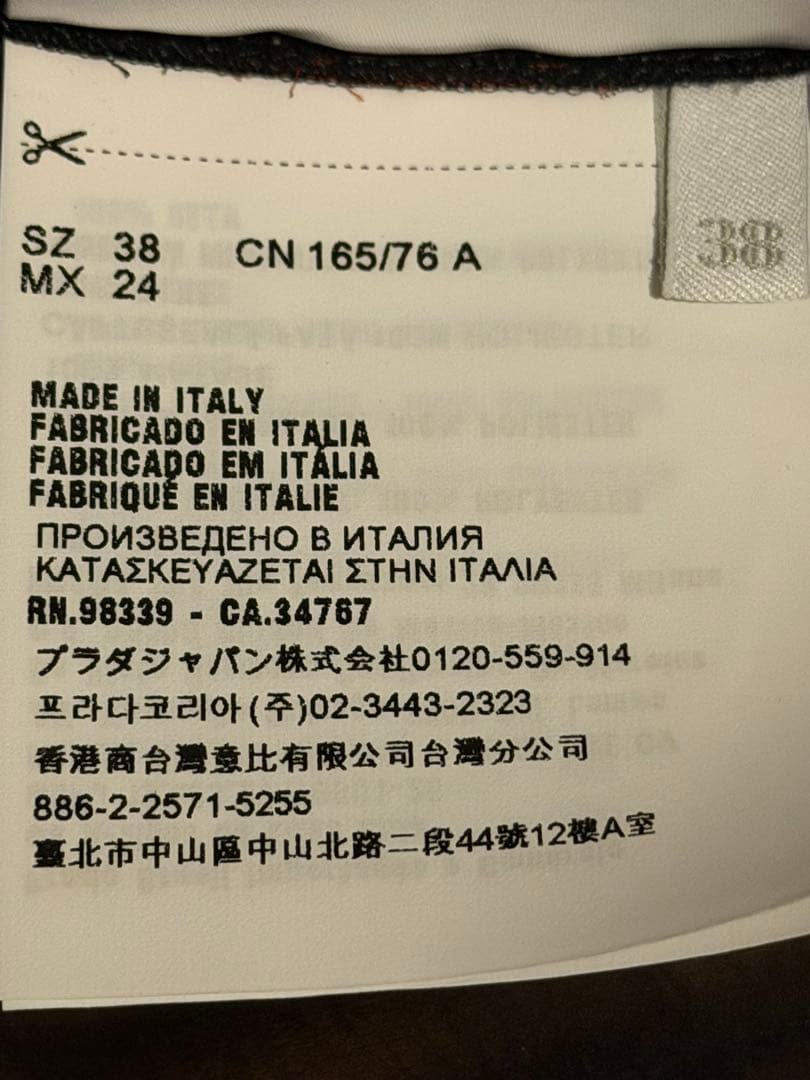 SZ 38 CN 165/76 A
MX 24
MADE IN ITALY
FABRICADO EN ITALIA
FABRICADO EM ITÁLIA
FABRIQUÉ EN ITALIE
ПРОИЗВЕДЕНО В ИТАЛИЯ
ΚΑΤΑΣΚΕΥΑΖΕΤΑΙ ΣΤΗΝ ΙΤΑΛΙΑ
RN.98339 - CA.34767
プラダジャパン株式会社0120-559-914
프라다코리아(주)02-3443-2323
香港商台灣意比有限公司台灣分公司
886-2-2571-5255
臺北市中山區中山北路二段44號12樓A室